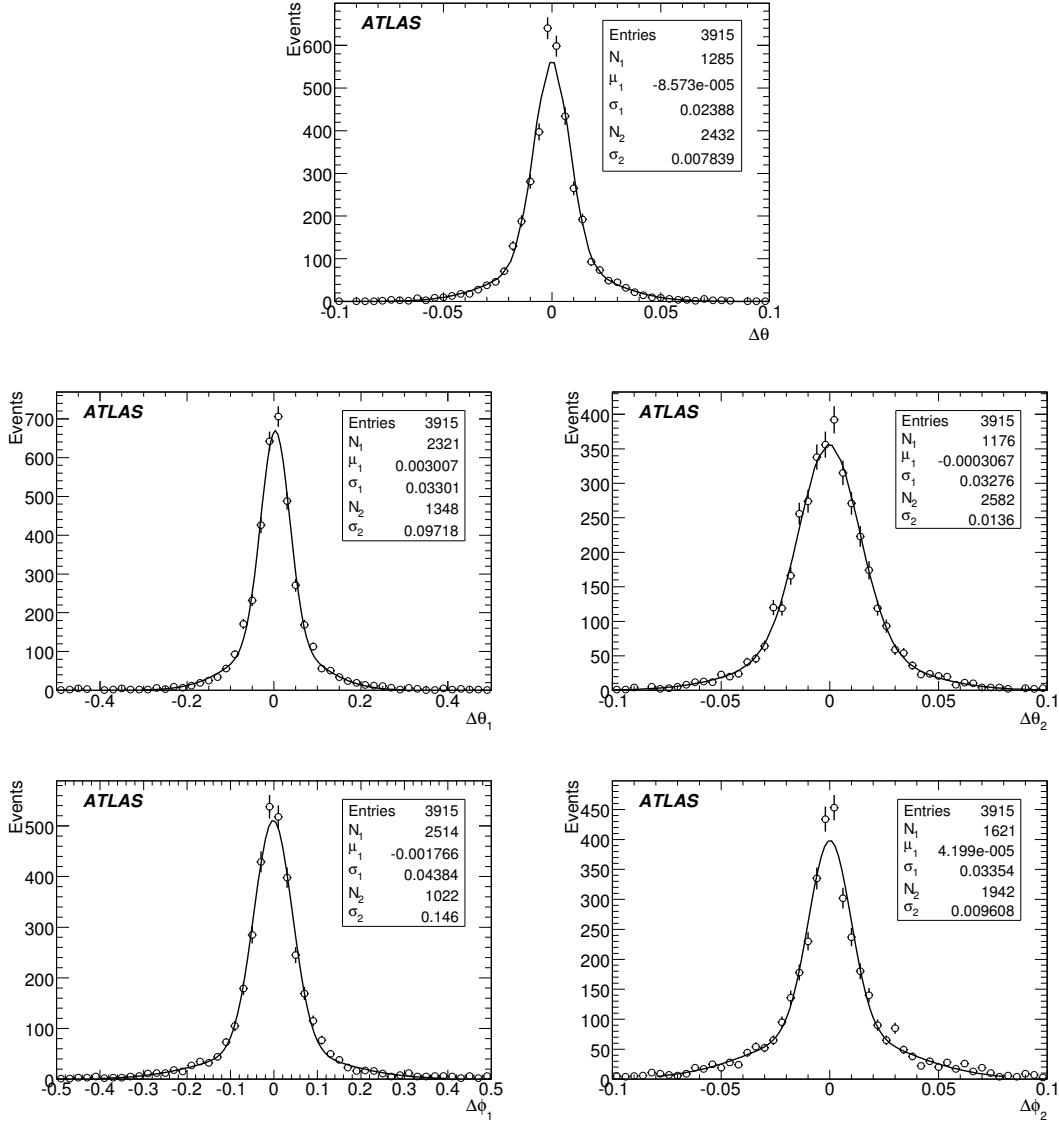 Events
ATLAS
Entries 3915
N1 1285
μ1 -8.573e-005
σ1 0.02388
N2 2432
σ2 0.007839
600
500
400
300
200
100
0
-0.1 -0.05 0 0.05 0.1
Δθ
Events
ATLAS
Entries 3915
N1 2321
μ1 0.003007
σ1 0.03301
N2 1348
σ2 0.09718
700
600
500
400
300
200
100
0
-0.4 -0.2 0 0.2 0.4
Δθ1
Events
ATLAS
Entries 3915
N1 1176
μ1 -0.0003067
σ1 0.03276
N2 2582
σ2 0.0136
400
350
300
250
200
150
100
50
0
-0.1 -0.05 0 0.05 0.1
Δθ2
Events
ATLAS
Entries 3915
N1 2514
μ1 -0.001766
σ1 0.04384
N2 1022
σ2 0.146
500
400
300
200
100
0
-0.5 -0.4 -0.3 -0.2 -0.1 0 0.1 0.2 0.3 0.4 0.5
Δϕ1
Events
ATLAS
Entries 3915
N1 1621
μ1 4.199e-005
σ1 0.03354
N2 1942
σ2 0.009608
450
400
350
300
250
200
150
100
50
0
-0.1 -0.05 0 0.05 0.1
Δϕ2